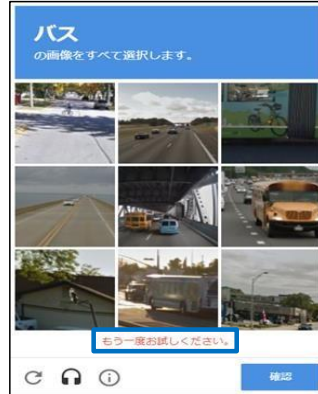 バス
の画像をすべて選択します。
もう一度お試しください。
確認